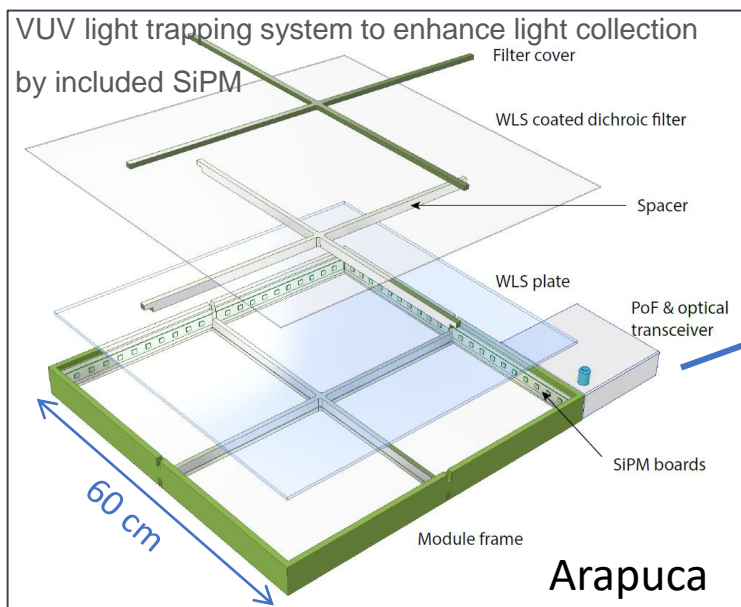 VUV light trapping system to enhance light collection
by included SiPM
Filter cover
WLS coated dichroic filter
Spacer
WLS plate
PoF & optical
transceiver
SiPM boards
60 cm
Module frame
Arapuca